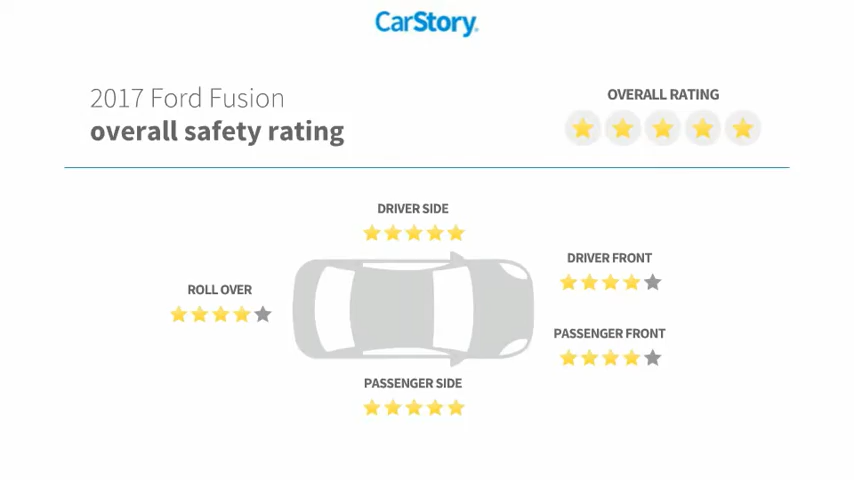 CarStory.
2017 Ford Fusion
overall safety rating
OVERALL RATING
DRIVER SIDE
DRIVER FRONT
ROLL OVER
PASSENGER FRONT
PASSENGER SIDE